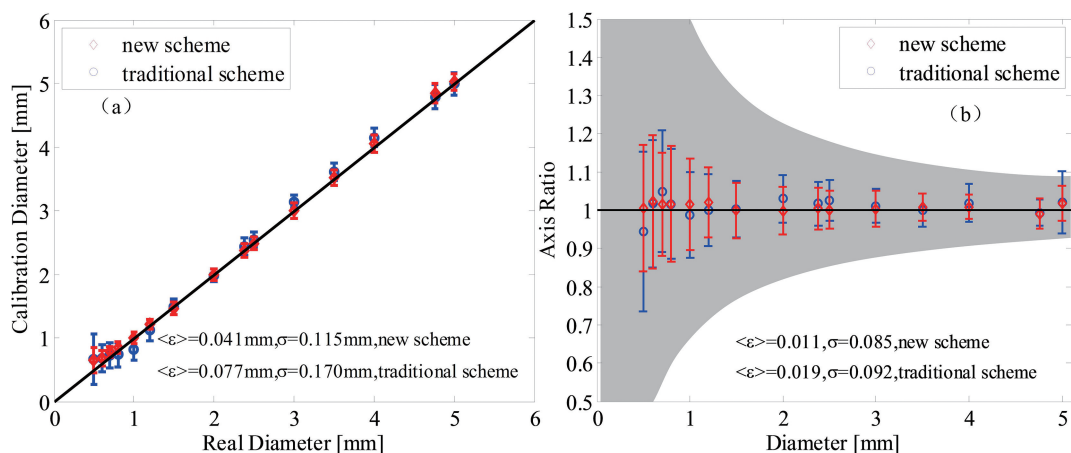 new scheme
traditional scheme
（a）
Calibration Diameter [mm]
6
5
4
3
2
1
0
<ε>=0.041mm,σ=0.115mm,new scheme
<ε>=0.077mm,σ=0.170mm,traditional scheme
0 1 2 3 4 5 6
Real Diameter [mm]
new scheme
traditional scheme
（b）
Axis Ratio
1.5
1.4
1.3
1.2
1.1
1
0.9
0.8
0.7
0.6
0.5
<ε>=0.011,σ=0.085,new scheme
<ε>=0.019,σ=0.092,traditional scheme
0 1 2 3 4 5
Diameter [mm]